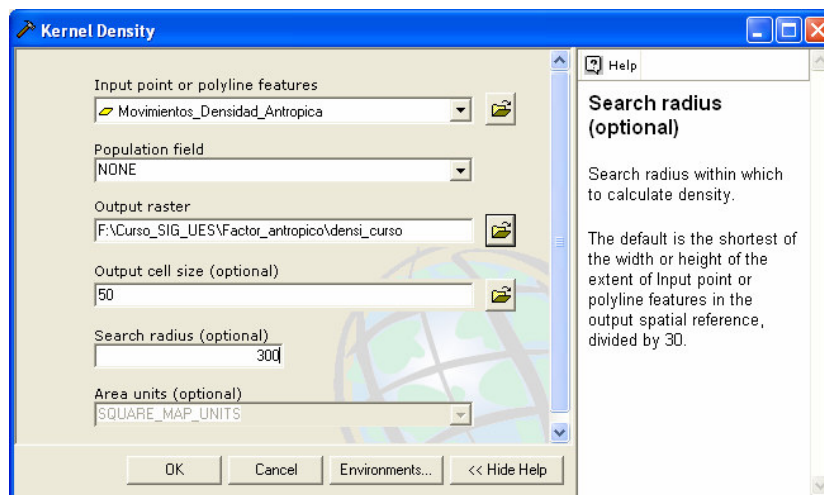 Kernel Density
Input point or polyline features
Movimientos_Densidad_Antropica
Population field
NONE
Output raster
F:\Curso_SIG_UES\Factor_antropico\densi_curso
Output cell size (optional)
50
Search radius (optional)
300
Area units (optional)
SQUARE_MAP_UNITS
OK
Cancel
Environments...
<< Hide Help
Help
Search radius
(optional)
Search radius within which
to calculate density.
The default is the shortest of
the width or height of the
extent of Input point or
polyline features in the
output spatial reference,
divided by 30.